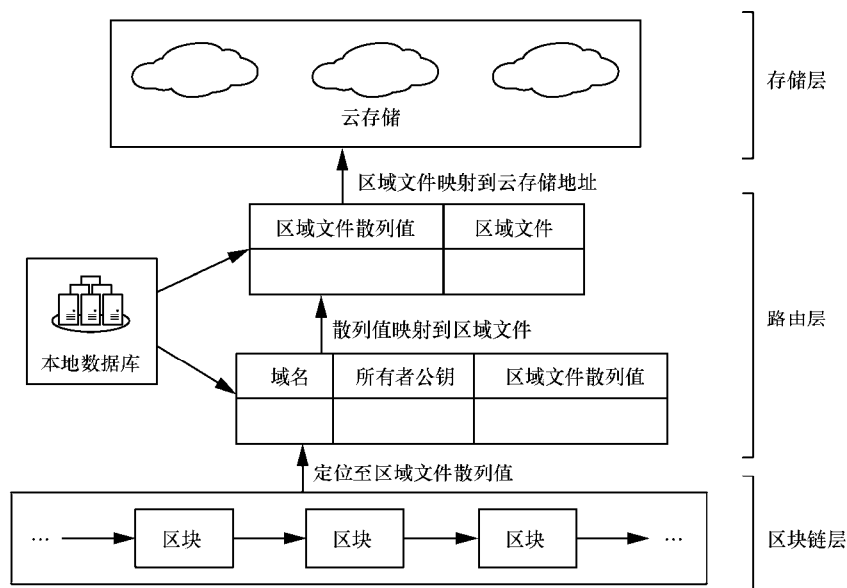 云存储
存储层
区域文件映射到云存储地址
区域文件散列值
区域文件
本地数据库
散列值映射到区域文件
路由层
域名
所有者公钥
区域文件散列值
定位至区域文件散列值
…
区块
区块
区块
…
区块链层